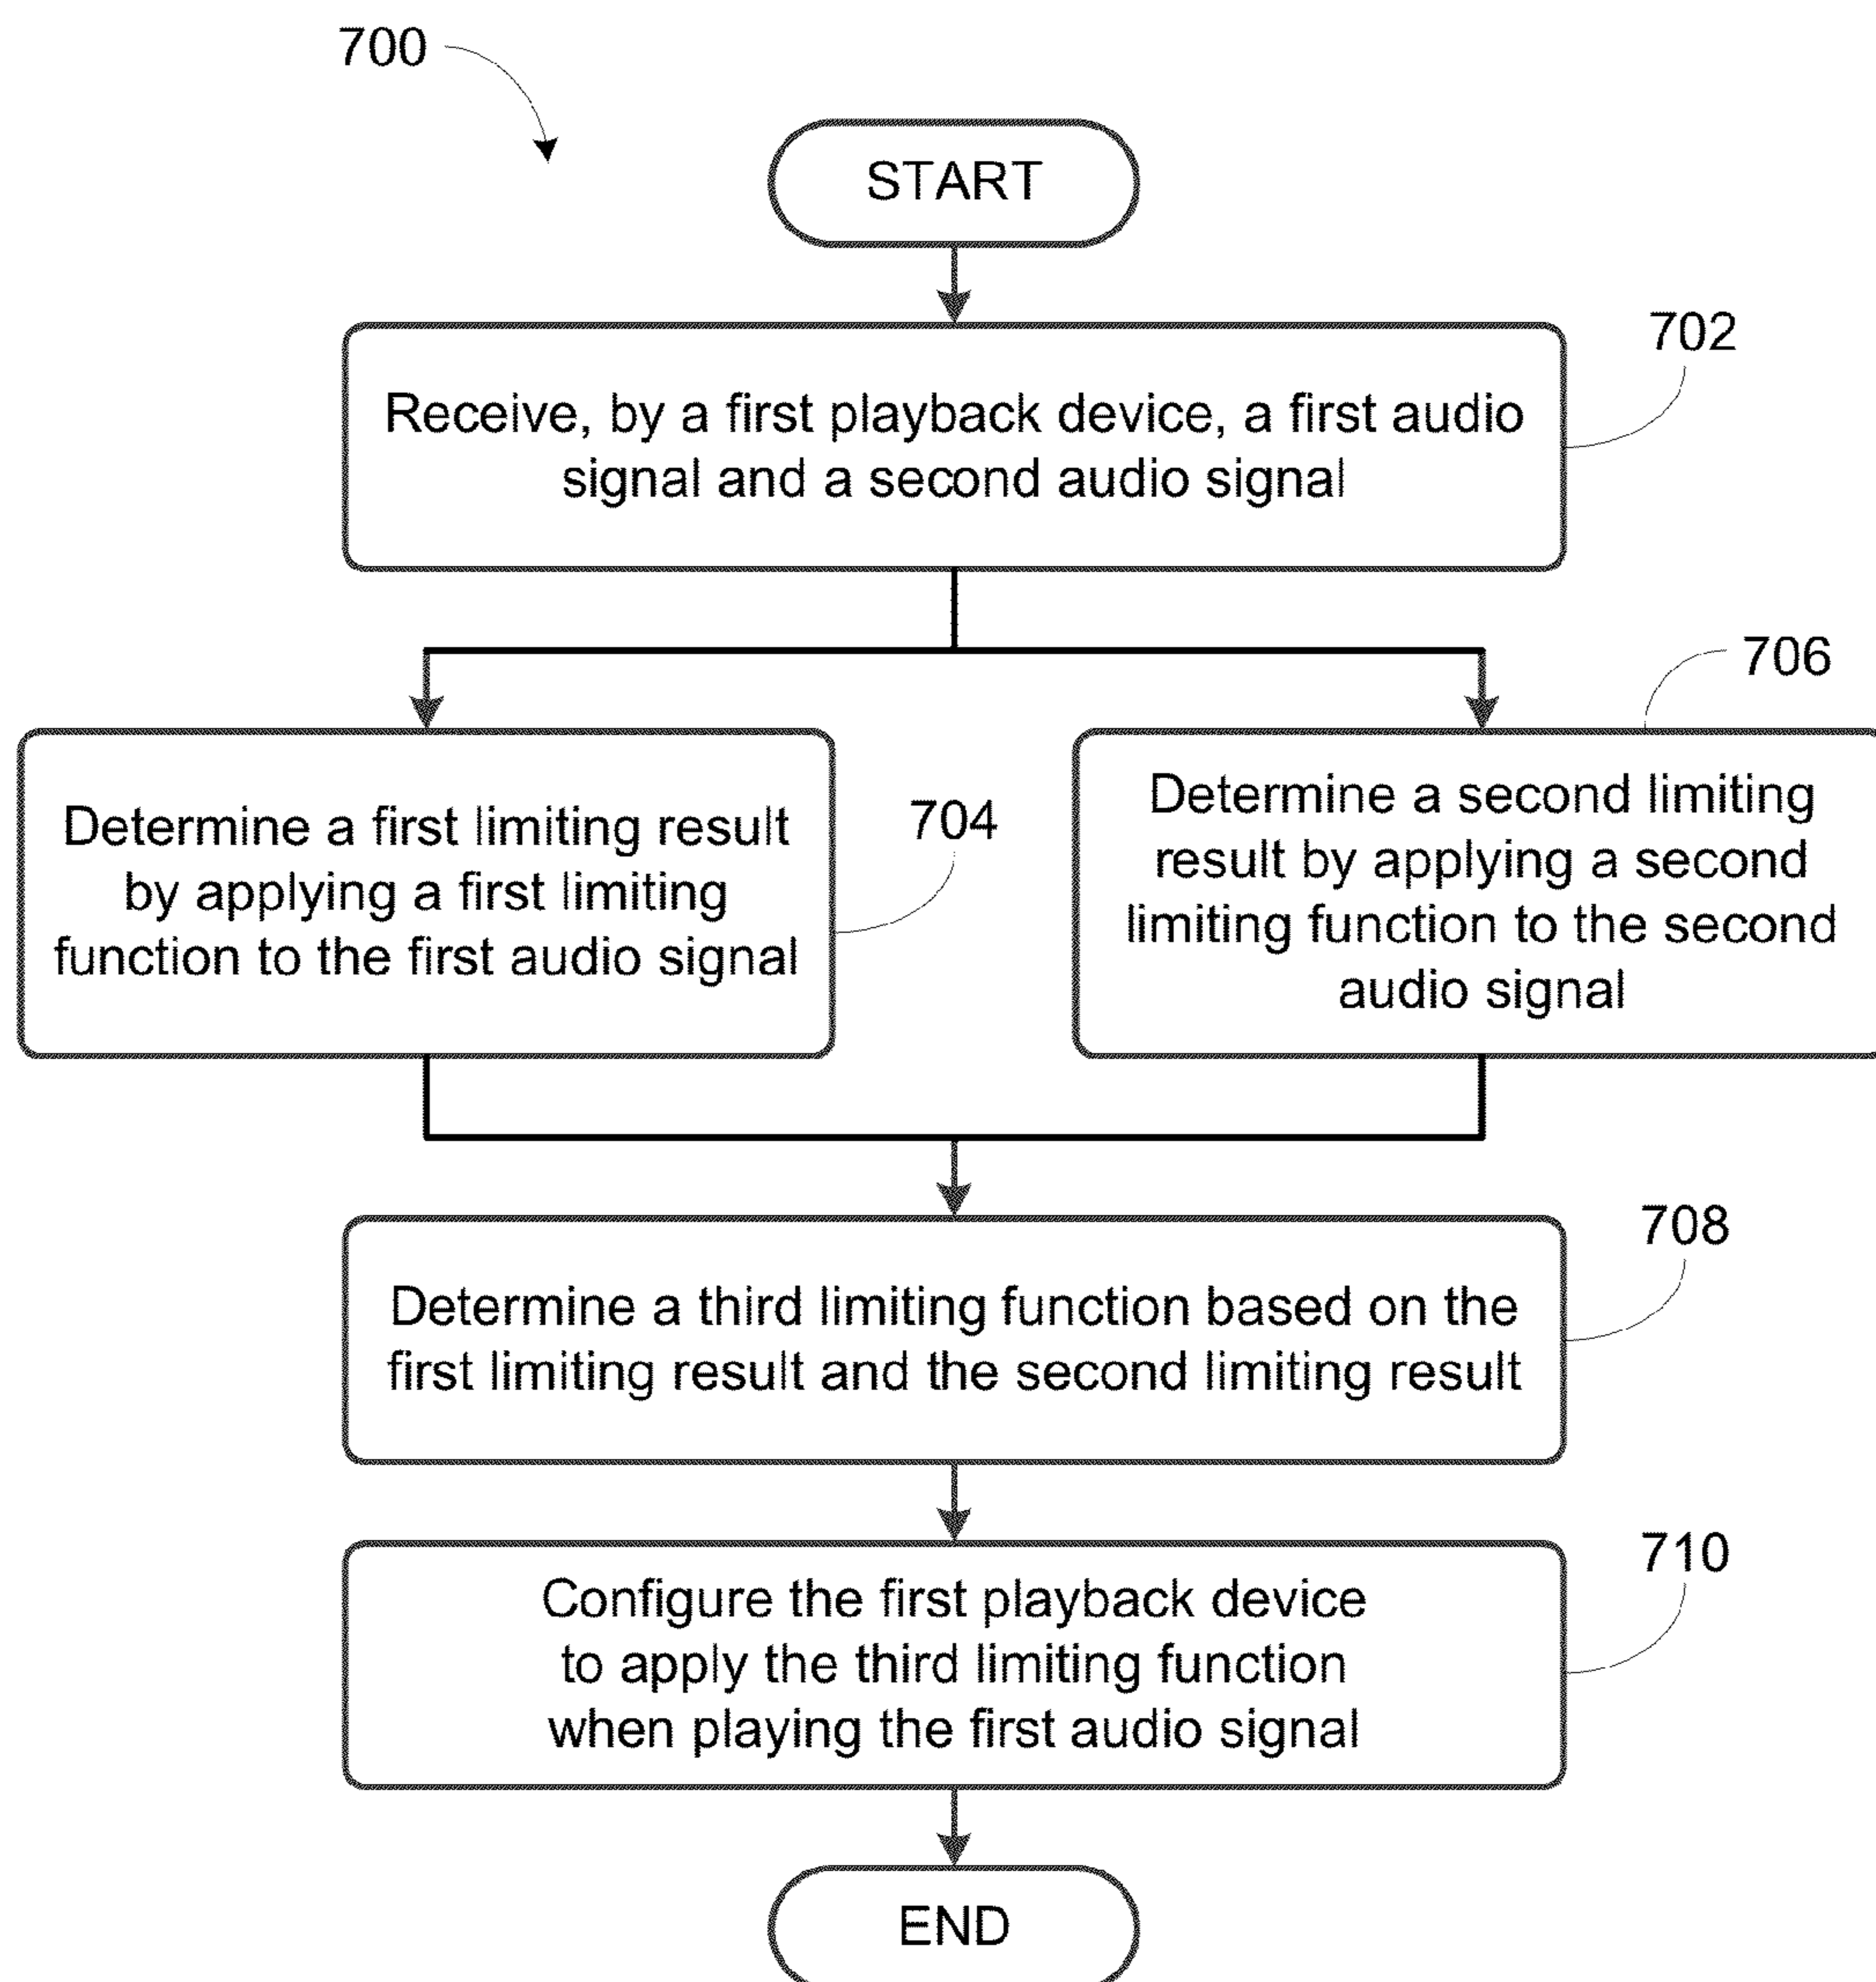 700
START
702
Receive, by a first playback device, a first audio
signal and a second audio signal
706
704
Determine a first limiting result
by applying a first limiting
function to the first audio signal
Determine a second limiting
result by applying a second
limiting function to the second
audio signal
708
Determine a third limiting function based on the
first limiting result and the second limiting result
710
Configure the first playback device
to apply the third limiting function
when playing the first audio signal
END